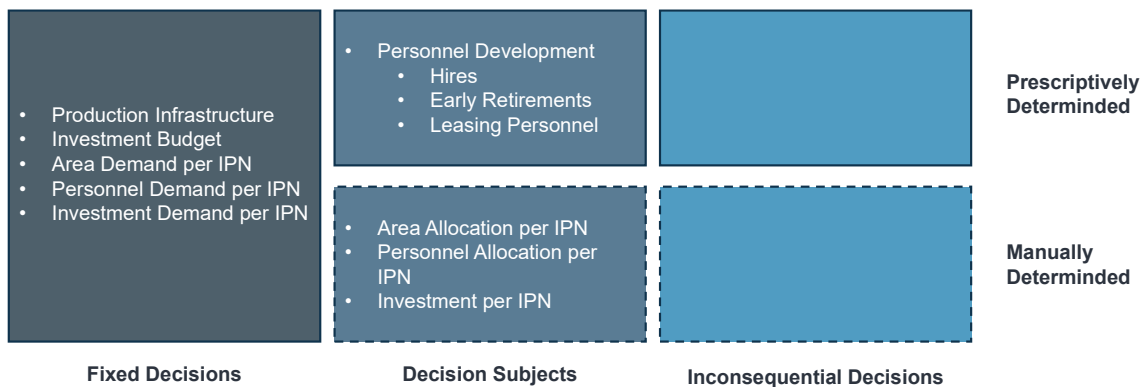 • Production Infrastructure
• Investment Budget
• Area Demand per IPN
• Personnel Demand per IPN
• Investment Demand per IPN
• Personnel Development
• Hires
• Early Retirements
• Leasing Personnel
Prescriptively
Determinded
• Area Allocation per IPN
• Personnel Allocation per
IPN
• Investment per IPN
Manually
Determinded
Fixed Decisions
Decision Subjects
Inconsequential Decisions